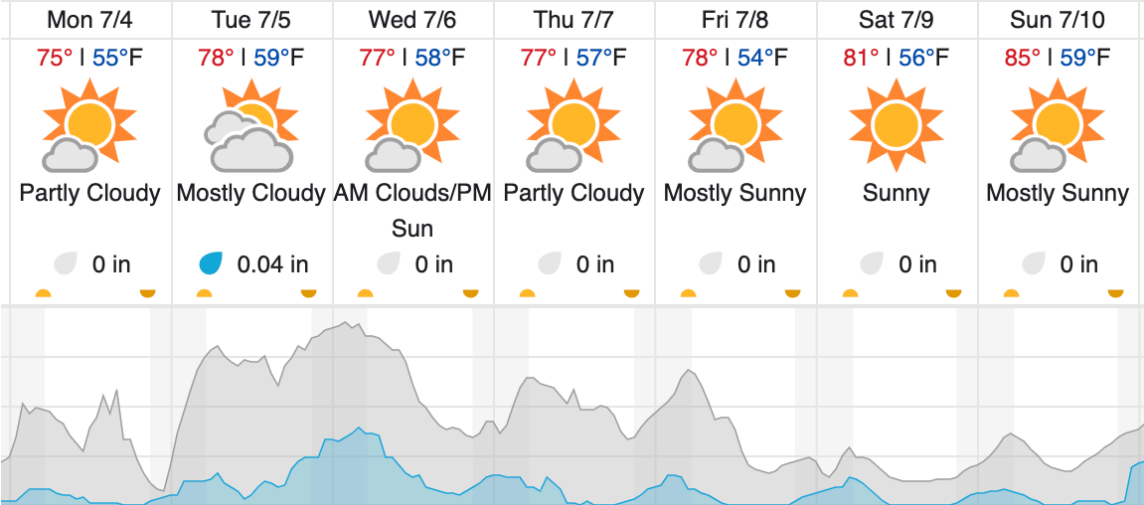 Mon 7/4 Tue 7/5 Wed 7/6 Thu 7/7 Fri 7/8 Sat 7/9 Sun 7/10
75° | 55°F 78° | 59°F 77° | 58°F 77° | 57°F 78° | 54°F 81° | 56°F 85° | 59°F
Partly Cloudy Mostly Cloudy AM Clouds/PM Partly Cloudy Mostly Sunny Sunny Mostly Sunny
Sun
0 in 0.04 in 0 in 0 in 0 in 0 in 0 in